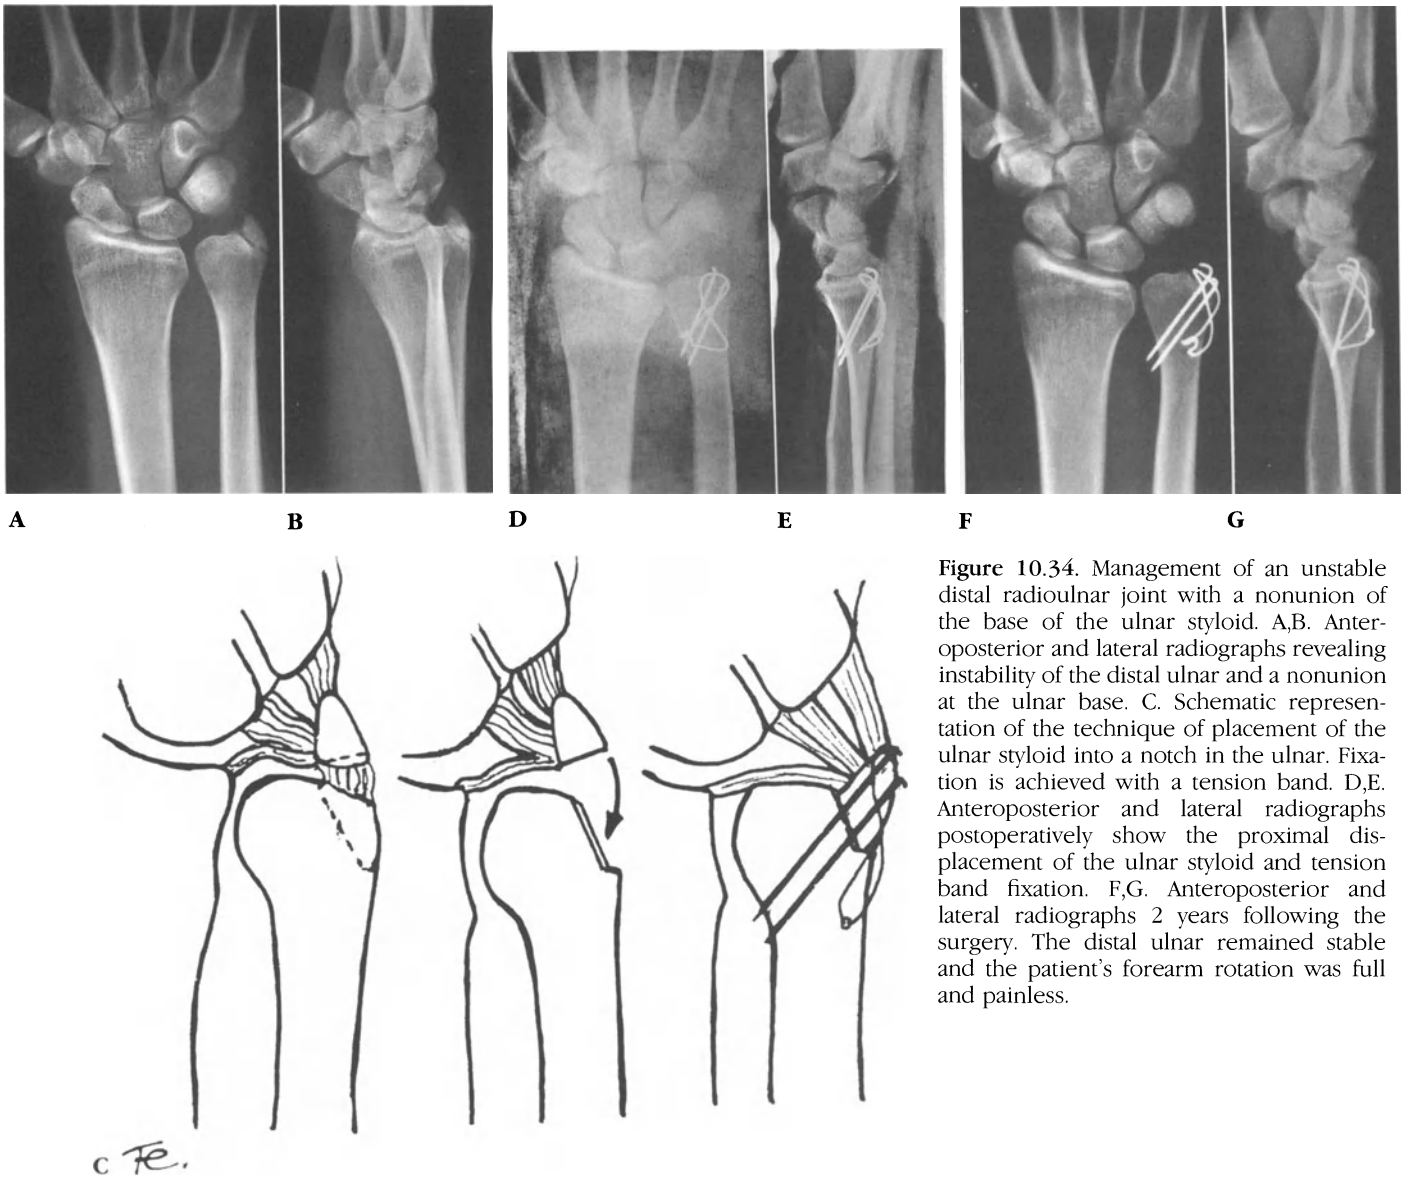 A
B
D
E
F
G
Figure 10.34. Management of an unstable
distal radioulnar joint with a nonunion of
the base of the ulnar styloid. A,B. Anter-
oposterior and lateral radiographs revealing
instability of the distal ulnar and a nonunion
at the ulnar base. C. Schematic represen-
tation of the technique of placement of the
ulnar styloid into a notch in the ulnar. Fixa-
tion is achieved with a tension band. D,E.
Anteroposterior and lateral radiographs
postoperatively show the proximal dis-
placement of the ulnar styloid and tension
band fixation. F,G. Anteroposterior and
lateral radiographs 2 years following the
surgery. The distal ulnar remained stable
and the patient's forearm rotation was full
and painless.
C